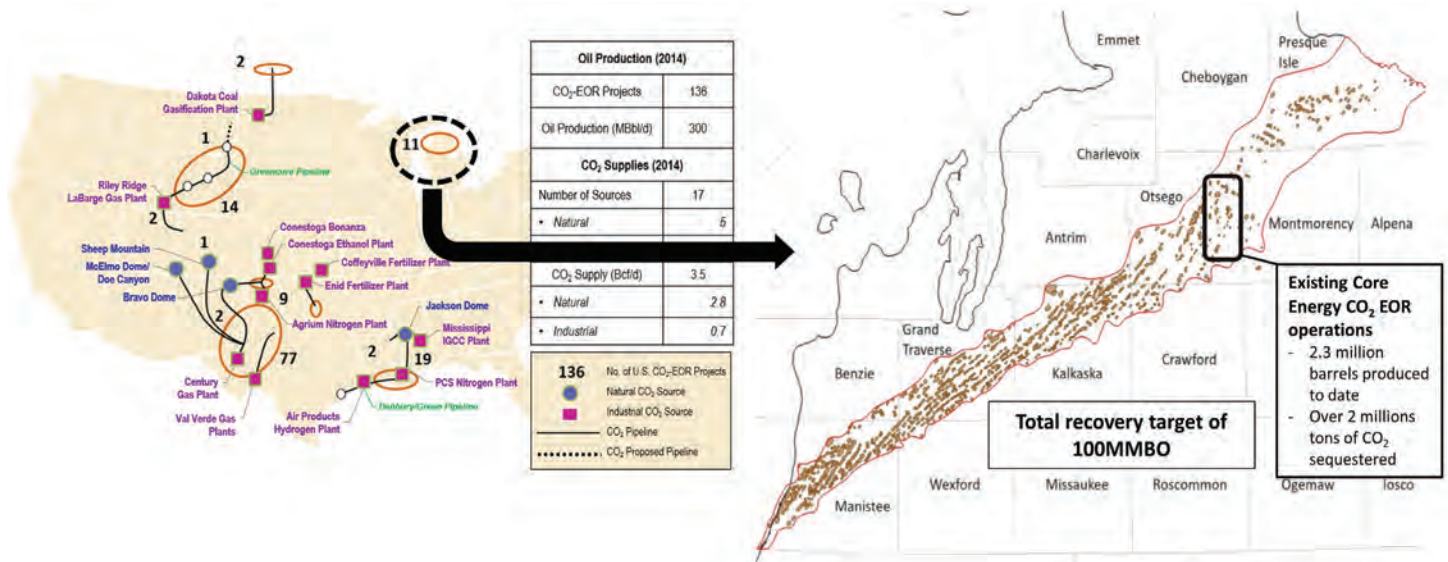 2
Dakota Coal
Gasification Plant
1
Greencore Pipeline
Riley Ridge
LaBarge Gas Plant
2
14
11
Conestoga Bonanza
Conestoga Ethanol Plant
Sheep Mountain
1
McElmo Dome/
Doe Canyon
Coffeyville Fertilizer Plant
Enid Fertilizer Plant
Bravo Dome
9
Agrium Nitrogen Plant
2
77
Jackson Dome
Mississippi
IGCC Plant
2
19
PCS Nitrogen Plant
Century
Gas Plant
Val Verde Gas
Plants
Air Products
Hydrogen Plant
Denbury/Green Pipeline
Oil Production (2014)
CO₂-EOR Projects 136
Oil Production (MBbl/d) 300
CO₂ Supplies (2014)
Number of Sources 17
• Natural 5
CO₂ Supply (Bcf/d) 3.5
• Natural 2.8
• Industrial 0.7
136 No. of U.S. CO₂-EOR Projects
Natural CO₂ Source
Industrial CO₂ Source
CO₂ Pipeline
CO₂ Proposed Pipeline
Emmet
Presque
Isle
Cheboygan
Charlevoix
Otsego
Montmorency
Alpena
Antrim
Grand
Traverse
Benzie
Kalkaska
Crawford
Manistee
Wexford
Missaukee
Roscommon
Ogemaw
Iosco
Existing Core
Energy CO₂ EOR
operations
- 2.3 million
barrels produced
to date
- Over 2 millions
tons of CO₂
sequestered
Total recovery target of
100MMBO